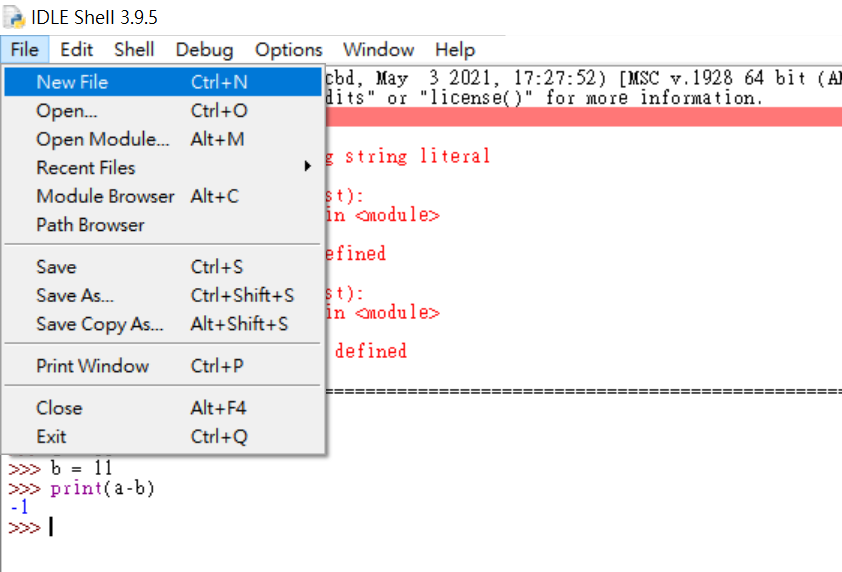 IDLE Shell 3.9.5
File Edit Shell Debug Options Window Help
New File Ctrl+N
Open... Ctrl+O
Open Module... Alt+M
Recent Files
Module Browser Alt+C
Path Browser
Save Ctrl+S
Save As... Ctrl+Shift+S
Save Copy As... Alt+Shift+S
Print Window Ctrl+P
Close Alt+F4
Exit Ctrl+Q
cbd, May 3 2021, 17:27:52) [MSC v.1928 64 bit (AM
dits" or "license()" for more information.
g string literal
st):
in <module>
efined
st):
in <module>
defined
>>> b = 11
>>> print(a-b)
-1
>>>